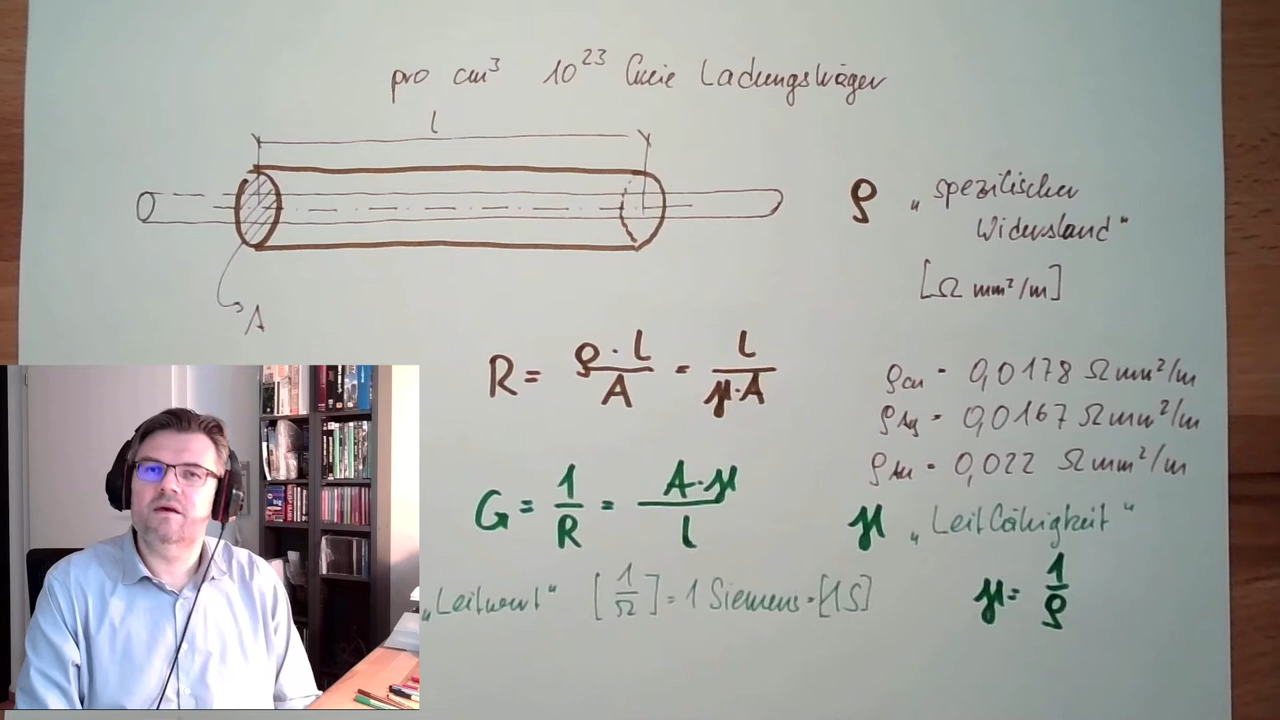 pro cm³ 10²³ freie Ladungsträger
l
A
ρ „spezifischer
Widerstand"
[Ω mm²/m]
R = ρ · l / A = l / ϰ · A
ρCu = 0,0178 Ω mm²/m
ρAg = 0,0167 Ω mm²/m
ρAu = 0,022 Ω mm²/m
G = 1 / R = A · ϰ / l
ϰ „Leitfähigkeit"
„Leitwert" [1/Ω] = 1 Siemens = [1S]
ϰ = 1 / ρ
big